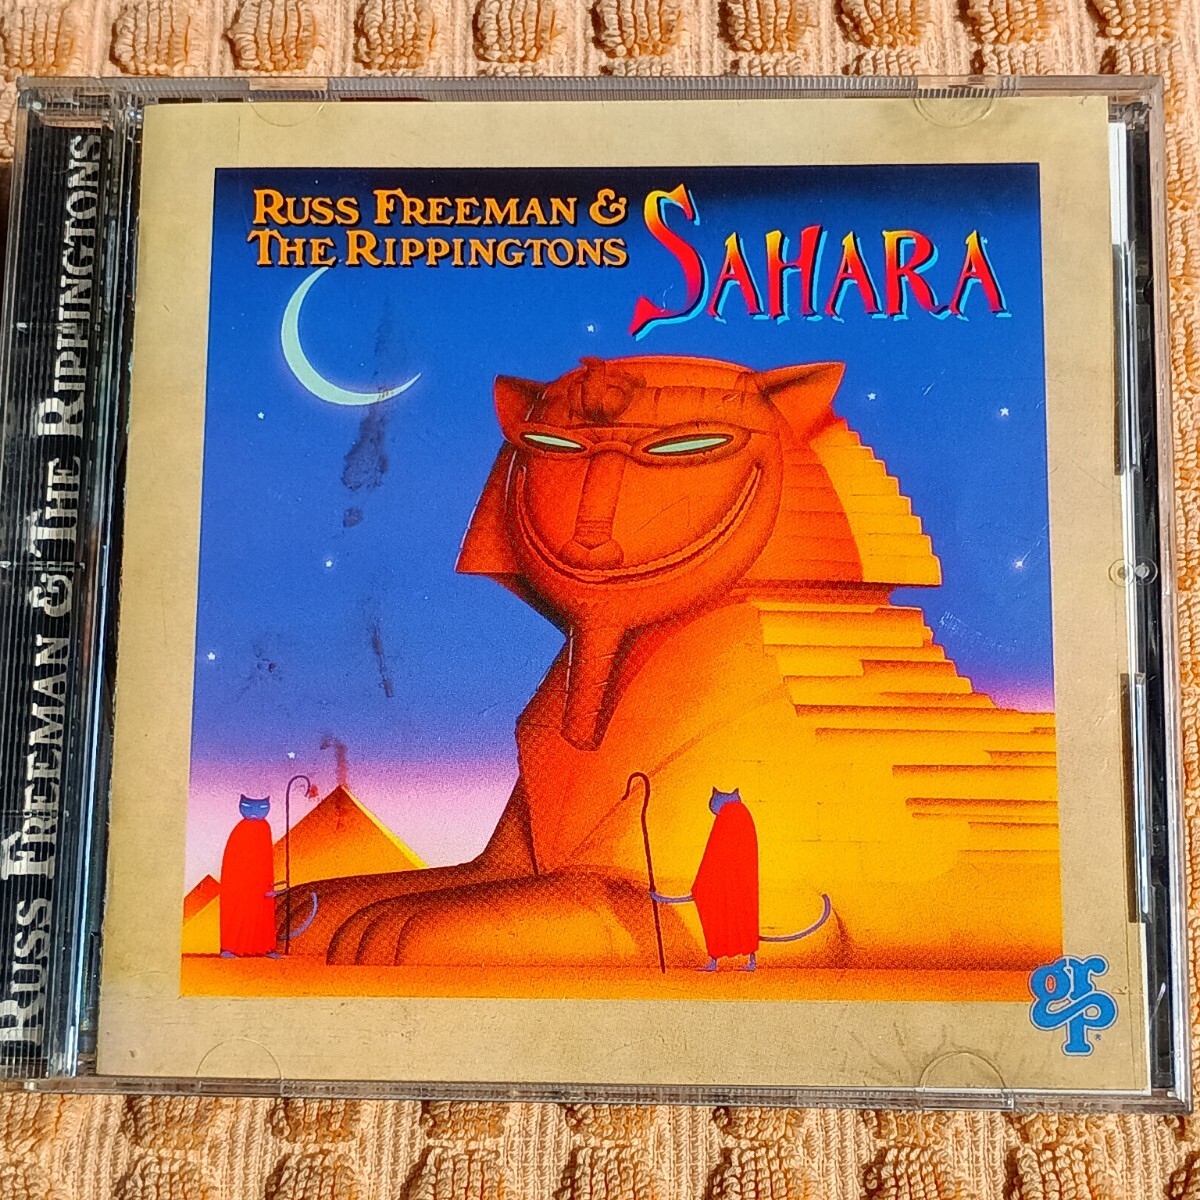 RUSS FREEMAN &
THE RIPPINGTONS
SAHARA
RUSS FREEMAN & THE RIPPINGTONS
grp